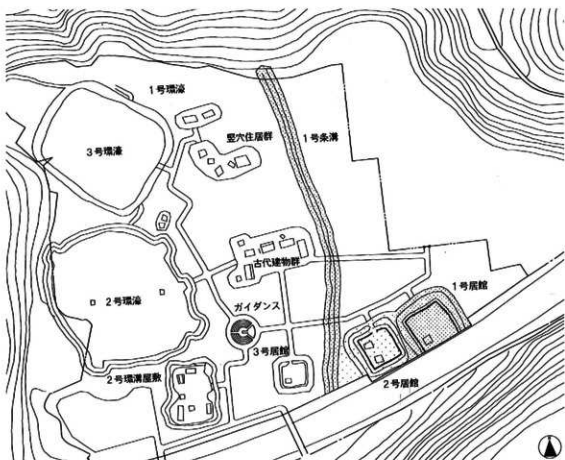 1号環濠
竪穴住居群
1号条溝
3号環濠
古代建物群
2号環濠
ガイダンス
1号居館
3号居館
2号環溝屋敷
2号居館